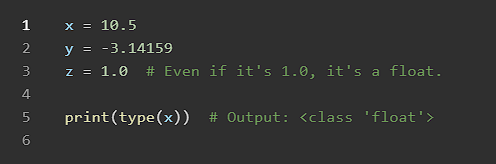 1 x = 10.5
2 y = -3.14159
3 z = 1.0  # Even if it's 1.0, it's a float.
4
5 print(type(x))  # Output: <class 'float'>
6